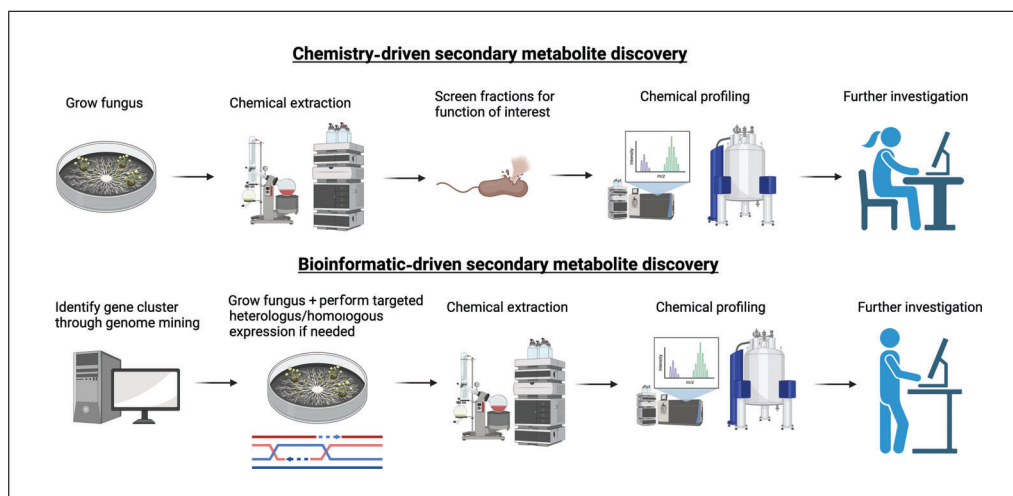 Chemistry-driven secondary metabolite discovery
Grow fungus
Chemical extraction
Screen fractions for
function of interest
Chemical profiling
Further investigation
Intensity
m/z
Bioinformatic-driven secondary metabolite discovery
Identify gene cluster
through genome mining
Grow fungus + perform targeted
heterologus/homologous
expression if needed
Chemical extraction
Chemical profiling
Further investigation
Intensity
m/z